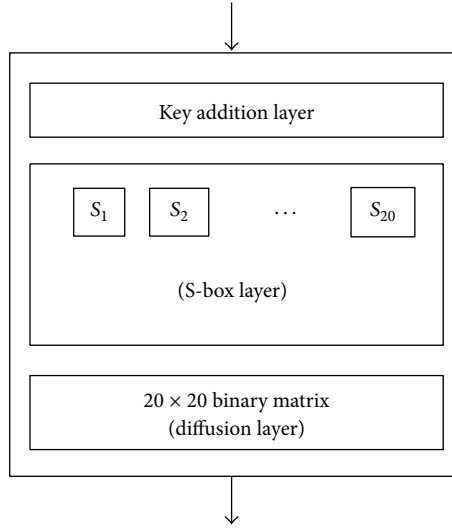 Key addition layer
S₁ S₂ … S₂₀
(S-box layer)
20 × 20 binary matrix
(diffusion layer)